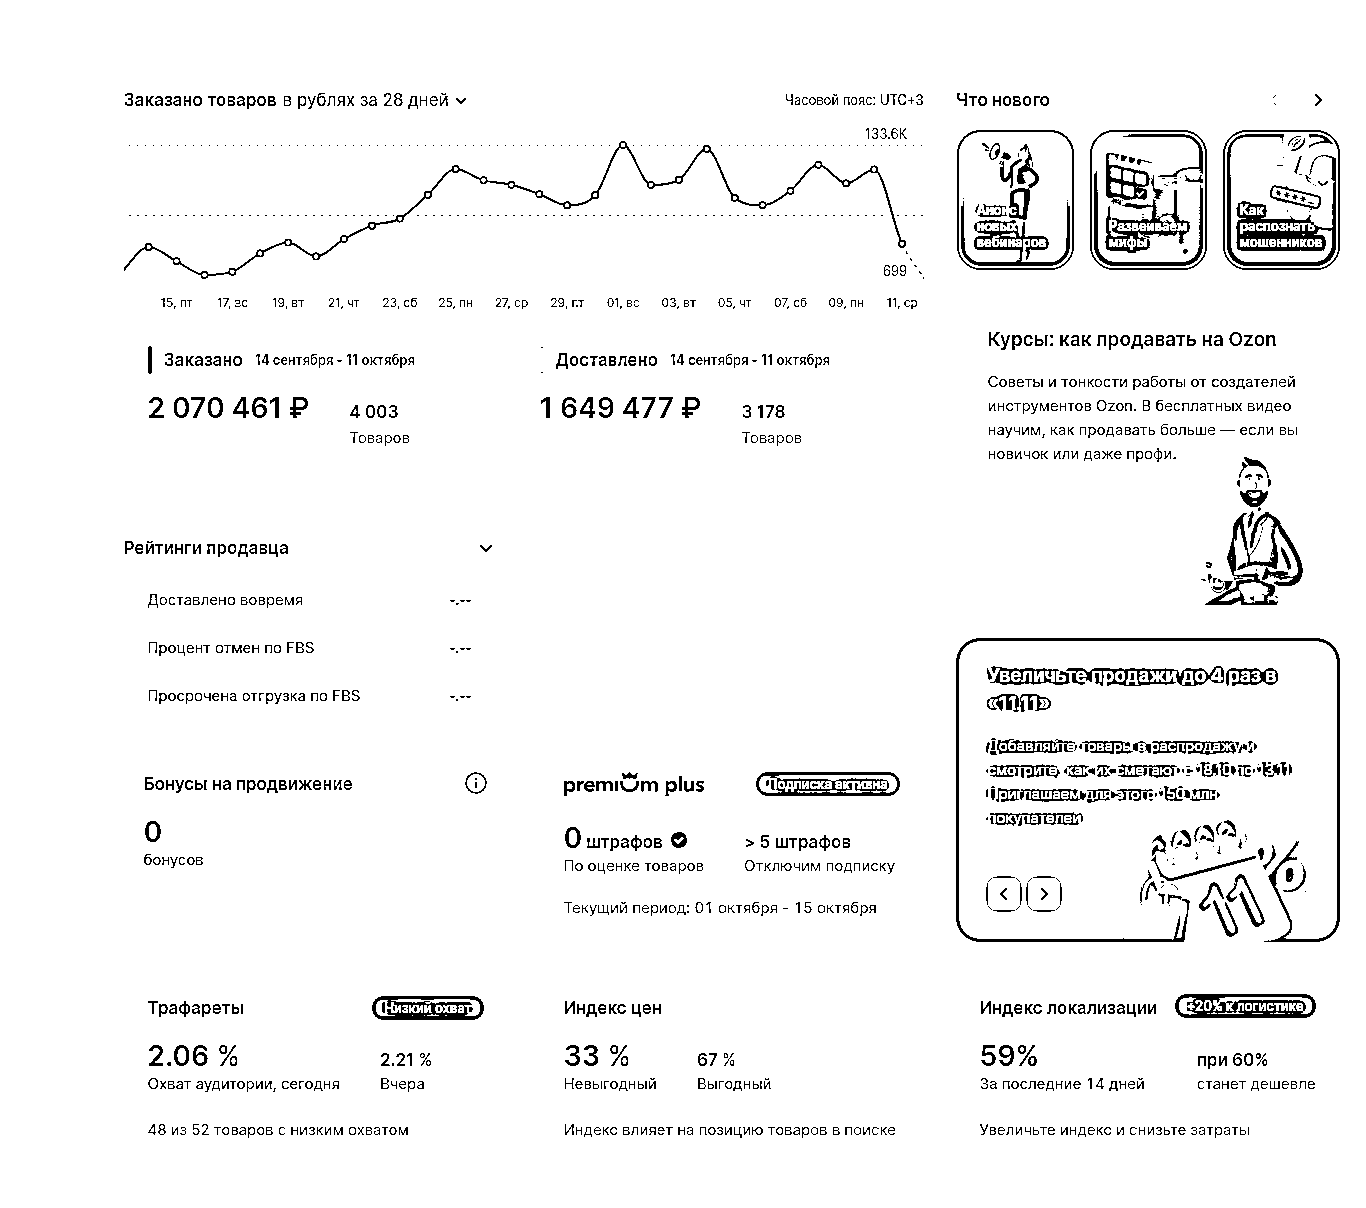 Заказано товаров в рублях за 28 дней
Часовой пояс: UTC+3
133.6K
699
15, пт 17, вс 19, вт 21, чт 23, сб 25, пн 27, ср 29, пт 01, вс 03, вт 05, чт 07, сб 09, пн 11, ср
Заказано 14 сентября - 11 октября
2 070 461 ₽ 4 003
Товаров
Доставлено 14 сентября - 11 октября
1 649 477 ₽ 3 178
Товаров
Что нового
Анонс
новых
вебинаров
Развеиваем
мифы
Как
распознать
мошенников
Курсы: как продавать на Ozon
Советы и тонкости работы от создателей
инструментов Ozon. В бесплатных видео
научим, как продавать больше — если вы
новичок или даже профи.
Рейтинги продавца
Доставлено вовремя -.--
Процент отмен по FBS -.--
Просрочена отгрузка по FBS -.--
Увеличьте продажи до 4 раз в
«11.11»
Добавляйте товары в распродажу и
смотрите, как их сметают с 18.10 по 13.11
Приглашаем для этого 150 млн
покупателей
11
%
Бонусы на продвижение
0
бонусов
premium plus Подписка активна
0 штрафов > 5 штрафов
По оценке товаров Отключим подписку
Текущий период: 01 октября - 15 октября
Трафареты Низкий охват
2.06 % 2.21 %
Охват аудитории, сегодня Вчера
48 из 52 товаров с низким охватом
Индекс цен
33 % 67 %
Невыгодный Выгодный
Индекс влияет на позицию товаров в поиске
Индекс локализации +20% к логистике
59% при 60%
За последние 14 дней станет дешевле
Увеличьте индекс и снизьте затраты